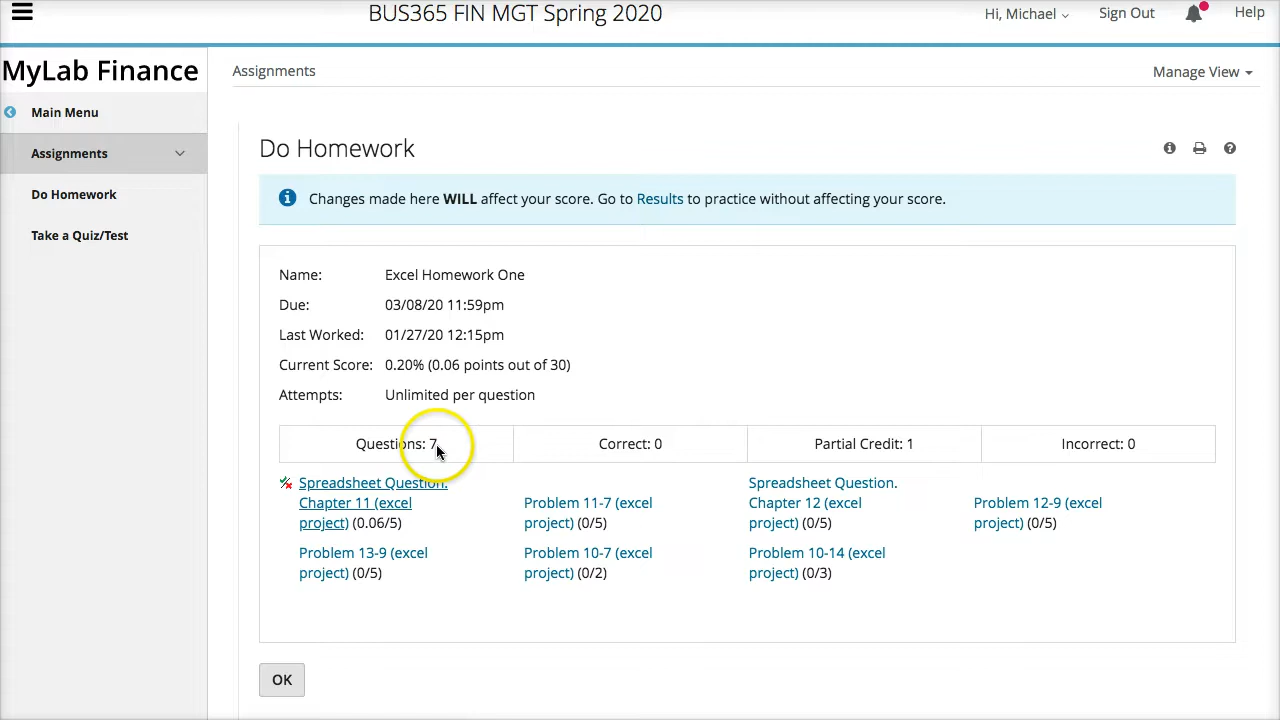 BUS365 FIN MGT Spring 2020
Hi, Michael
Sign Out
Help
MyLab Finance
Assignments
Manage View
Main Menu
Assignments
Do Homework
Take a Quiz/Test
Do Homework
Changes made here WILL affect your score. Go to Results to practice without affecting your score.
Name: Excel Homework One
Due: 03/08/20 11:59pm
Last Worked: 01/27/20 12:15pm
Current Score: 0.20% (0.06 points out of 30)
Attempts: Unlimited per question
Questions: 7
Correct: 0
Partial Credit: 1
Incorrect: 0
Spreadsheet Question.
Chapter 11 (excel
project) (0.06/5)
Problem 11-7 (excel
project) (0/5)
Spreadsheet Question.
Chapter 12 (excel
project) (0/5)
Problem 12-9 (excel
project) (0/5)
Problem 13-9 (excel
project) (0/5)
Problem 10-7 (excel
project) (0/2)
Problem 10-14 (excel
project) (0/3)
OK